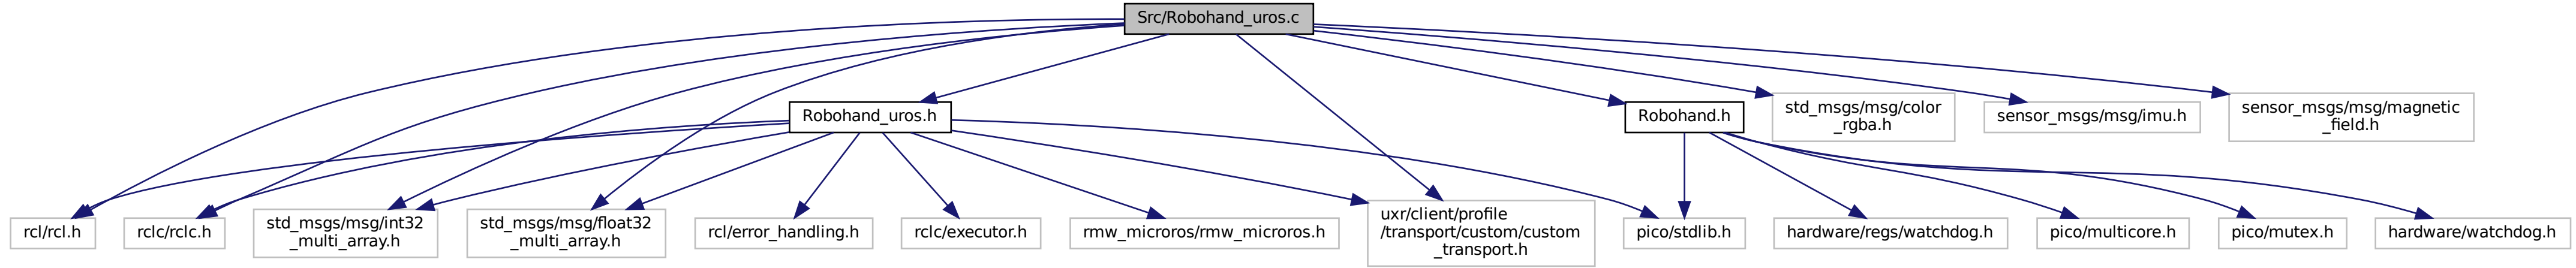 Src/Robohand_uros.c
Robohand_uros.h
Robohand.h
std_msgs/msg/color
_rgba.h
sensor_msgs/msg/imu.h
sensor_msgs/msg/magnetic
_field.h
rcl/rcl.h
rclc/rclc.h
std_msgs/msg/int32
_multi_array.h
std_msgs/msg/float32
_multi_array.h
rcl/error_handling.h
rclc/executor.h
rmw_microros/rmw_microros.h
uxr/client/profile
/transport/custom/custom
_transport.h
pico/stdlib.h
hardware/regs/watchdog.h
pico/multicore.h
pico/mutex.h
hardware/watchdog.h